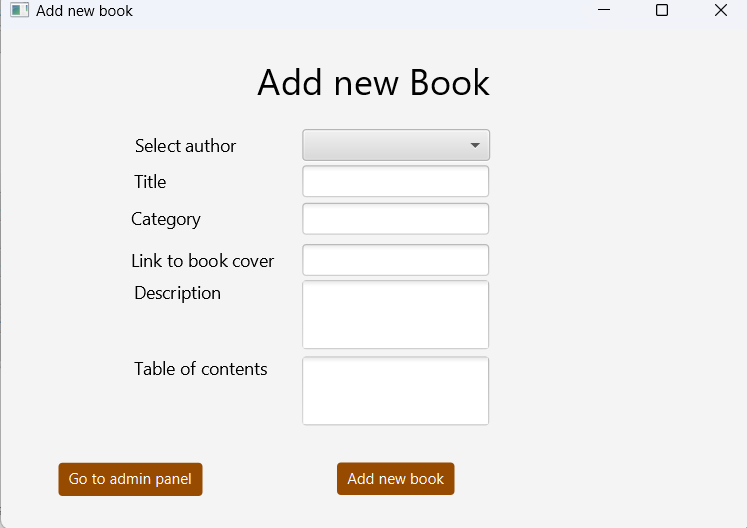 Add new book
Add new Book
Select author
Title
Category
Link to book cover
Description
Table of contents
Go to admin panel
Add new book